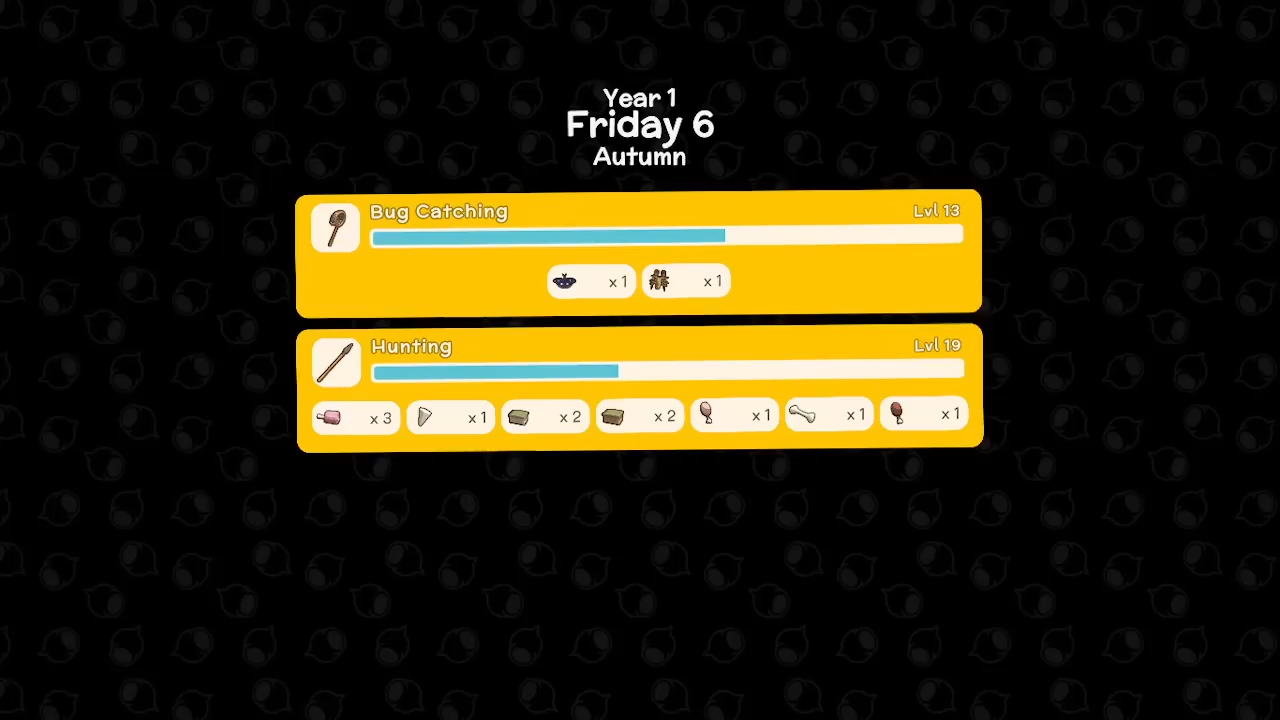 Year 1
Friday 6
Autumn
Bug Catching Lvl 13
x 1 x 1
Hunting Lvl 19
x 3 x 1 x 2 x 2 x 1 x 1 x 1